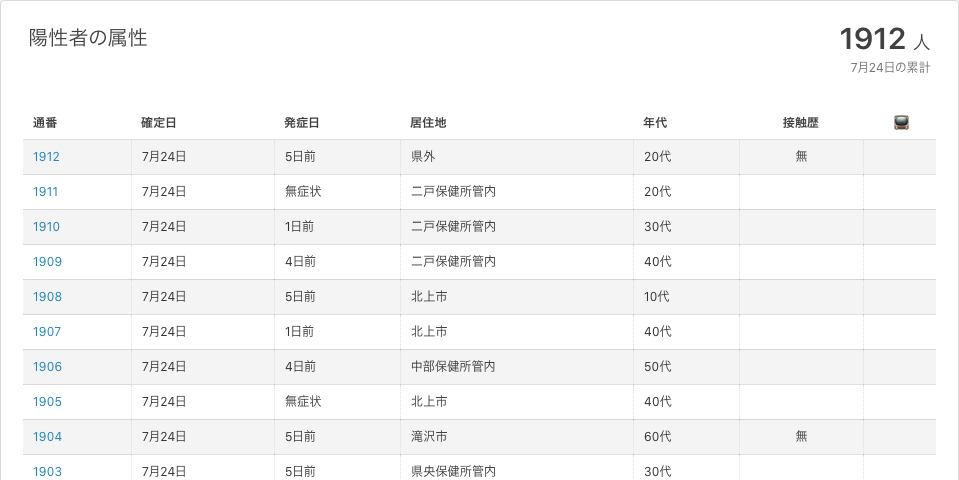 陽性者の属性
1912 人
7月24日の累計
通番 確定日 発症日 居住地 年代 接触歴
1912 7月24日 5日前 県外 20代 無
1911 7月24日 無症状 二戸保健所管内 20代
1910 7月24日 1日前 二戸保健所管内 30代
1909 7月24日 4日前 二戸保健所管内 40代
1908 7月24日 5日前 北上市 10代
1907 7月24日 1日前 北上市 40代
1906 7月24日 4日前 中部保健所管内 50代
1905 7月24日 無症状 北上市 40代
1904 7月24日 5日前 滝沢市 60代 無
1903 7月24日 5日前 県央保健所管内 30代